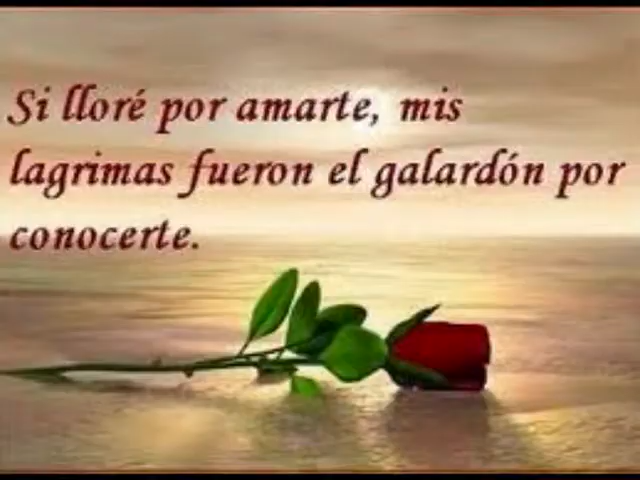 Si lloré por amarte, mis
lagrimas fueron el galardón por
conocerte.